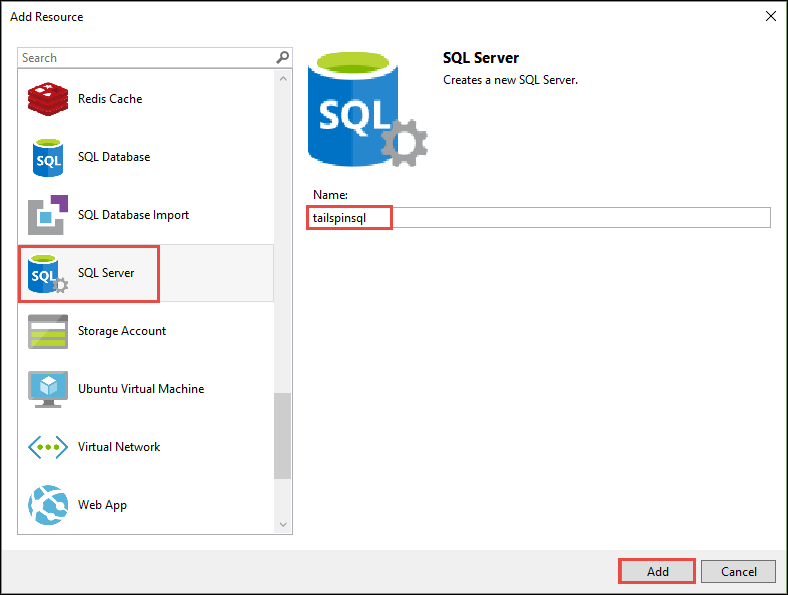 Add Resource
Search
Redis Cache
SQL
SQL Database
SQL Database Import
SQL
SQL Server
Storage Account
Ubuntu Virtual Machine
Virtual Network
Web App
SQL
SQL Server
Creates a new SQL Server.
Name:
tailspinsql
Add
Cancel